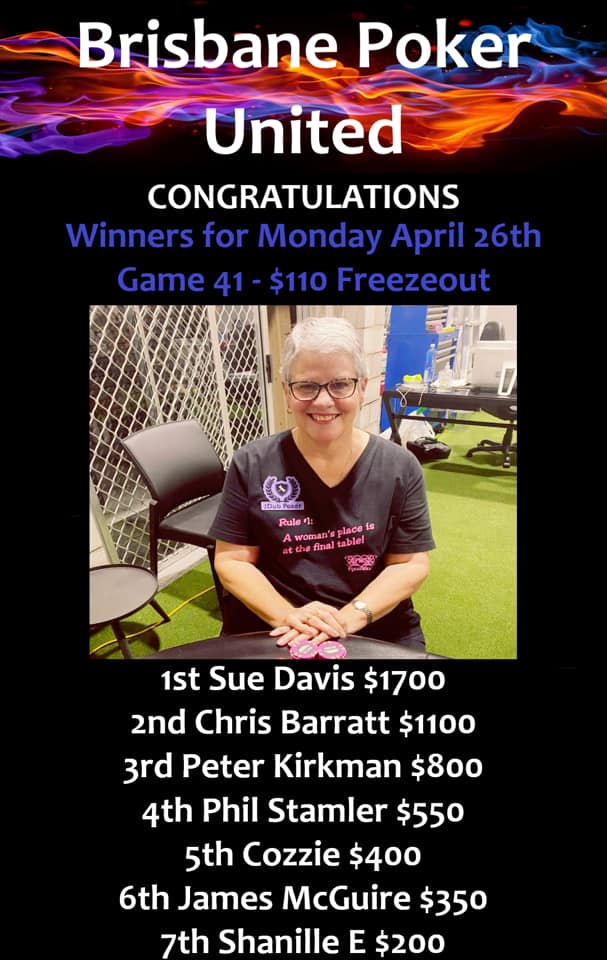 Brisbane Poker
United
CONGRATULATIONS
Winners for Monday April 26th
Game 41 - $110 Freezeout
1Dub Poker
Rule #1:
A woman's place is
at the final table!
1st Sue Davis $1700
2nd Chris Barratt $1100
3rd Peter Kirkman $800
4th Phil Stamler $550
5th Cozzie $400
6th James McGuire $350
7th Shanille E $200